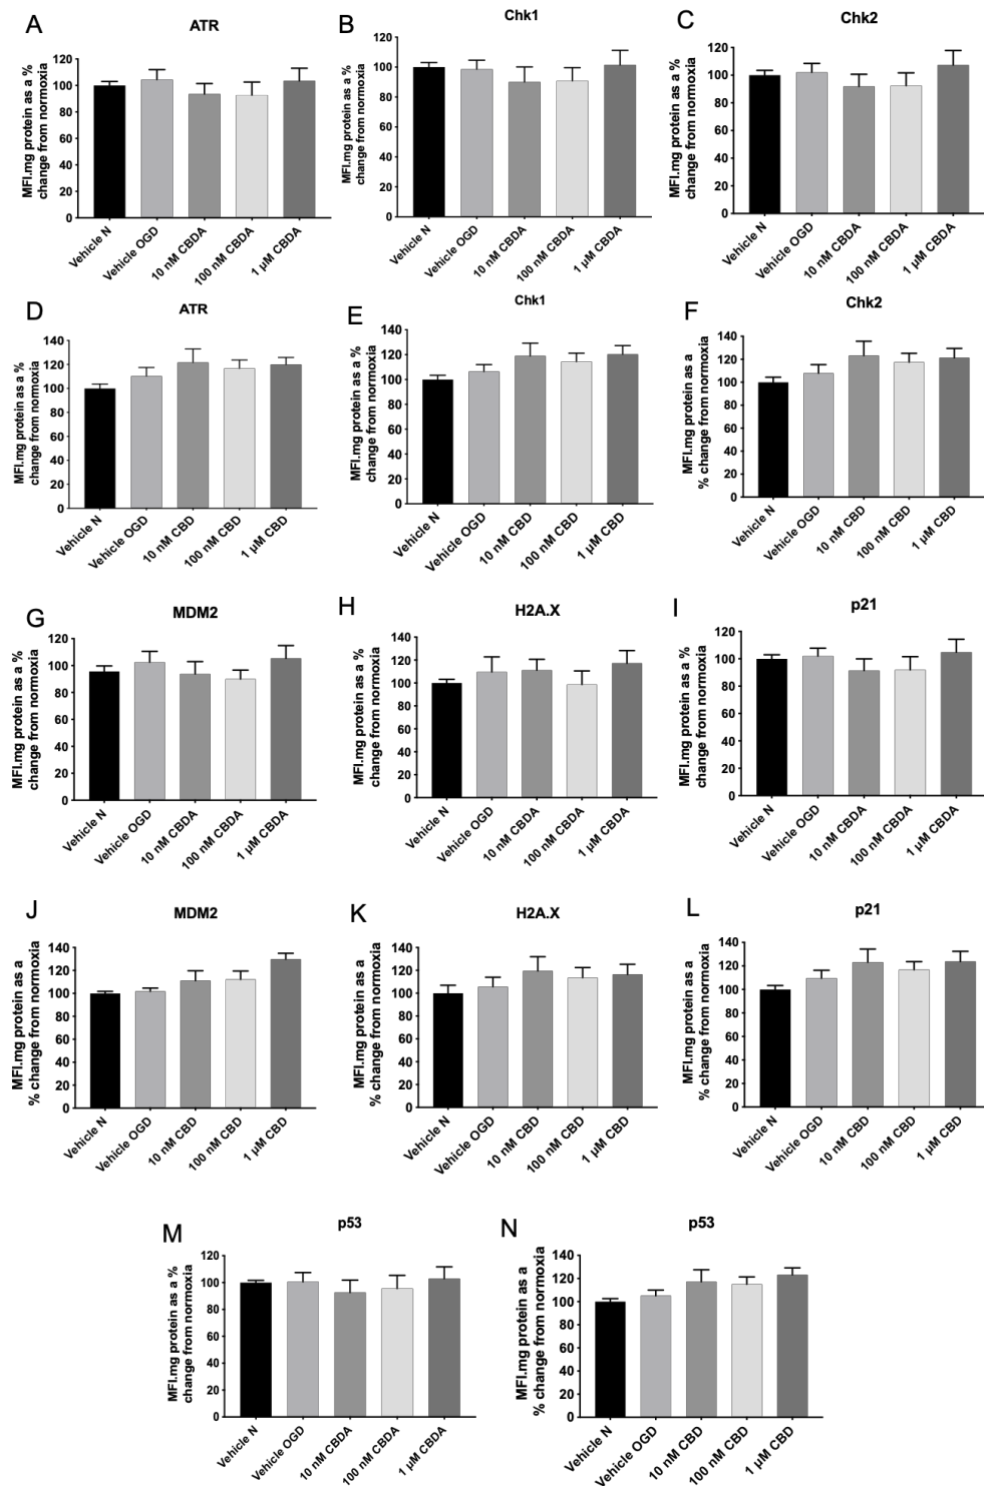 A
ATR
MFI.mg protein as a %
change from normoxia
120
100
80
60
40
20
0
Vehicle N
Vehicle OGD
10 nM CBDA
100 nM CBDA
1 µM CBDA
B
Chk1
MFI.mg protein as a %
change from normoxia
120
100
80
60
40
20
0
Vehicle N
Vehicle OGD
10 nM CBDA
100 nM CBDA
1 µM CBDA
C
Chk2
MFI.mg protein as a %
change from normoxia
120
100
80
60
40
20
0
Vehicle N
Vehicle OGD
10 nM CBDA
100 nM CBDA
1 µM CBDA
D
ATR
MFI.mg protein as a %
change from normoxia
140
120
100
80
60
40
20
0
Vehicle N
Vehicle OGD
10 nM CBD
100 nM CBD
1 µM CBD
E
Chk1
MFI.mg protein as a %
change from normoxia
140
120
100
80
60
40
20
0
Vehicle N
Vehicle OGD
10 nM CBD
100 nM CBD
1 µM CBD
F
Chk2
MFI.mg protein as a
% change from normoxia
140
120
100
80
60
40
20
0
Vehicle N
Vehicle OGD
10 nM CBD
100 nM CBD
1 µM CBD
G
MDM2
MFI.mg protein as a %
change from normoxia
120
100
80
60
40
20
0
Vehicle N
Vehicle OGD
10 nM CBDA
100 nM CBDA
1 µM CBDA
H
H2A.X
MFI.mg protein as a %
change from normoxia
140
120
100
80
60
40
20
0
Vehicle N
Vehicle OGD
10 nM CBDA
100 nM CBDA
1 µM CBDA
I
p21
MFI.mg protein as a %
change from normoxia
120
100
80
60
40
20
0
Vehicle N
Vehicle OGD
10 nM CBDA
100 nM CBDA
1 µM CBDA
J
MDM2
MFI.mg protein as a
% change from normoxia
140
120
100
80
60
40
20
0
Vehicle N
Vehicle OGD
10 nM CBD
100 nM CBD
1 µM CBD
K
H2A.X
MFI.mg protein as a
% change from normoxia
140
120
100
80
60
40
20
0
Vehicle N
Vehicle OGD
10 nM CBD
100 nM CBD
1 µM CBD
L
p21
MFI.mg protein as a
% change from normoxia
140
120
100
80
60
40
20
0
Vehicle N
Vehicle OGD
10 nM CBD
100 nM CBD
1 µM CBD
M
p53
MFI.mg protein as a %
change from normoxia
120
100
80
60
40
20
0
Vehicle N
Vehicle OGD
10 nM CBDA
100 nM CBDA
1 µM CBDA
N
p53
MFI.mg protein as a
% change from normoxia
140
120
100
80
60
40
20
0
Vehicle N
Vehicle OGD
10 nM CBD
100 nM CBD
1 µM CBD